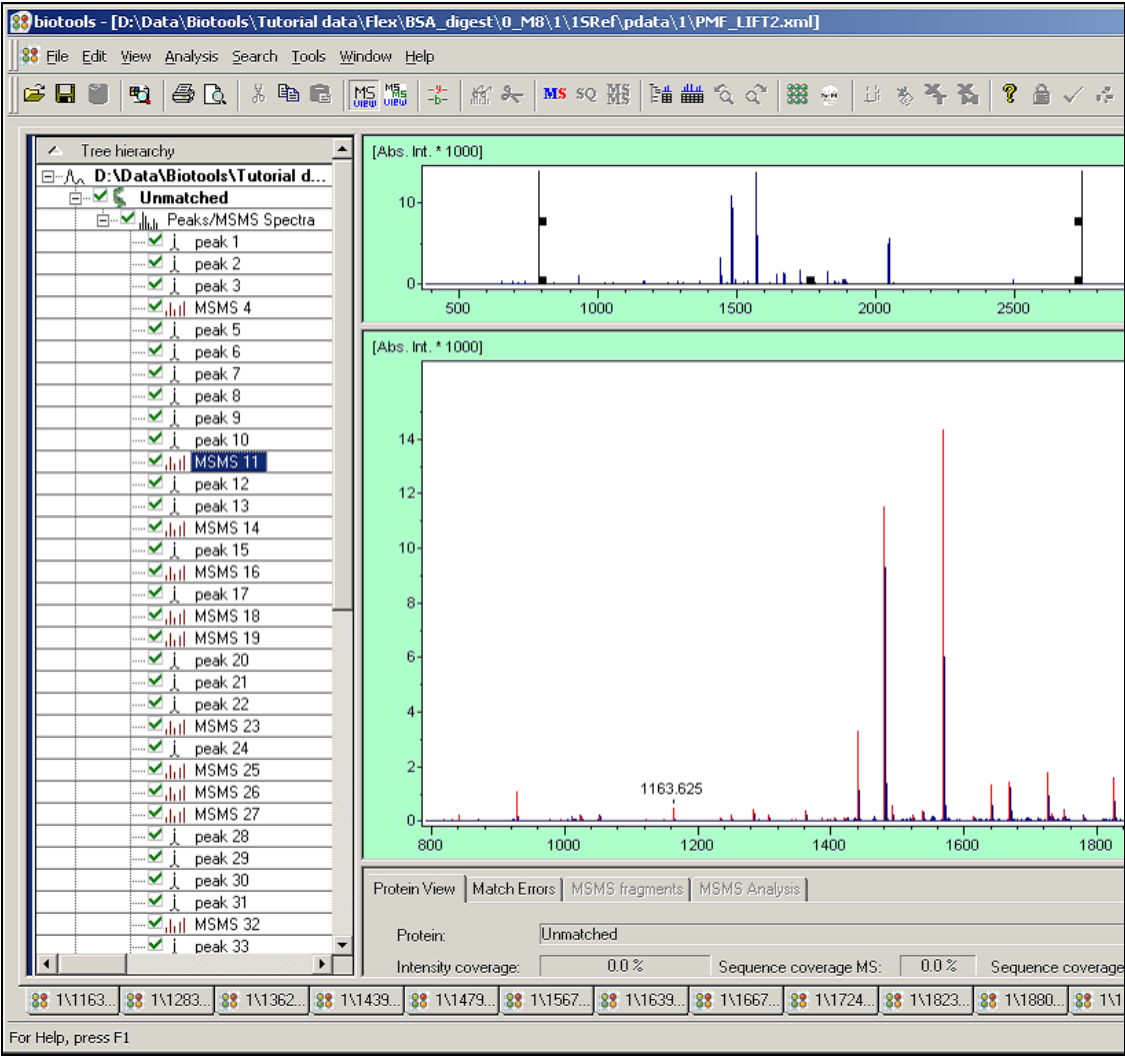 biotools - [D:\Data\Biotools\Tutorial data\Flex\BSA_digest\0_M8\1\1SRef\pdata\1\PMF_LIFT2.xml]
File Edit View Analysis Search Tools Window Help
MS VIEW MS MS VIEW -y- -b- MS SQ MS MS
Tree hierarchy
D:\Data\Biotools\Tutorial d...
Unmatched
Peaks/MSMS Spectra
peak 1
peak 2
peak 3
MSMS 4
peak 5
peak 6
peak 7
peak 8
peak 9
peak 10
MSMS 11
peak 12
peak 13
MSMS 14
peak 15
MSMS 16
peak 17
MSMS 18
MSMS 19
peak 20
peak 21
peak 22
MSMS 23
peak 24
MSMS 25
MSMS 26
MSMS 27
peak 28
peak 29
peak 30
peak 31
MSMS 32
peak 33
[Abs. Int. * 1000]
10
0
500 1000 1500 2000 2500
[Abs. Int. * 1000]
14
12
10
8
6
4
2
0
1163.625
800 1000 1200 1400 1600 1800
Protein View Match Errors MSMS fragments MSMS Analysis
Protein: Unmatched
Intensity coverage: 0.0 % Sequence coverage MS: 0.0 % Sequence coverage
1\1163... 1\1283... 1\1362... 1\1439... 1\1479... 1\1567... 1\1639... 1\1667... 1\1724... 1\1823... 1\1880... 1\1
For Help, press F1